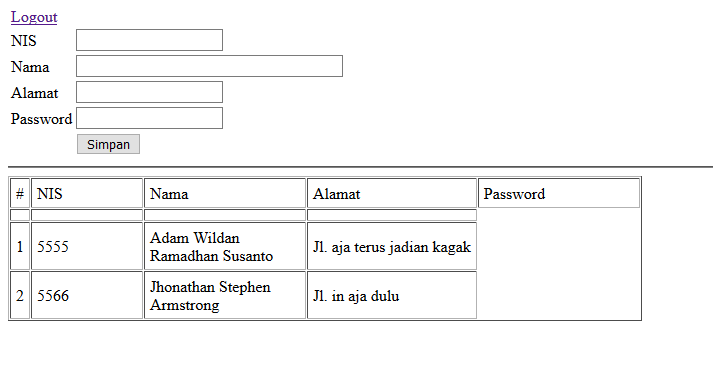 Logout
NIS
Nama
Alamat
Password
Simpan
# NIS Nama Alamat Password
1 5555 Adam Wildan Ramadhan Susanto Jl. aja terus jadian kagak
2 5566 Jhonathan Stephen Armstrong Jl. in aja dulu